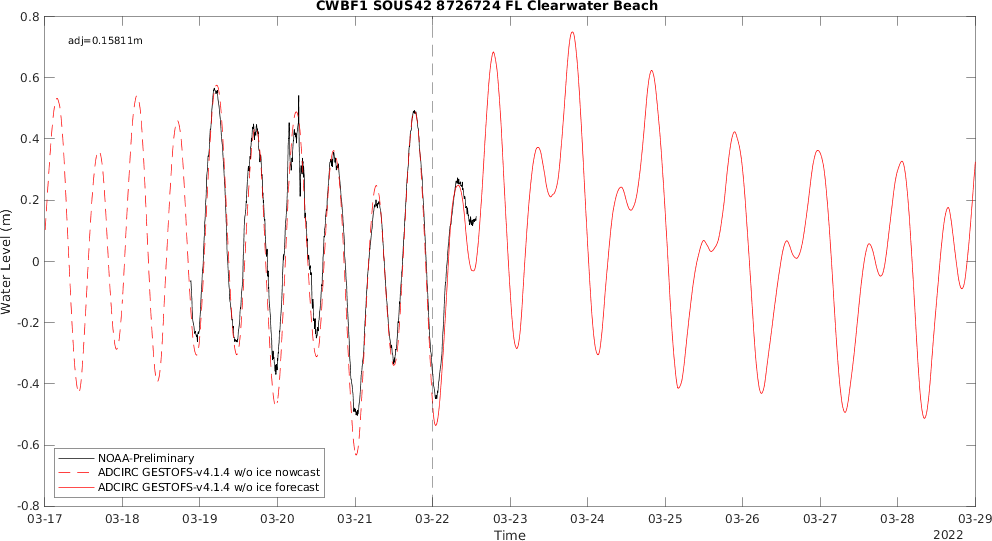 CWBF1 SOUS42 8726724 FL Clearwater Beach
adj=0.15811m
0.8
0.6
0.4
0.2
0
-0.2
-0.4
-0.6
-0.8
Water Level (m)
NOAA-Preliminary
ADCIRC GESTOFS-v4.1.4 w/o ice nowcast
ADCIRC GESTOFS-v4.1.4 w/o ice forecast
03-17 03-18 03-19 03-20 03-21 03-22 03-23 03-24 03-25 03-26 03-27 03-28 03-29
Time
2022